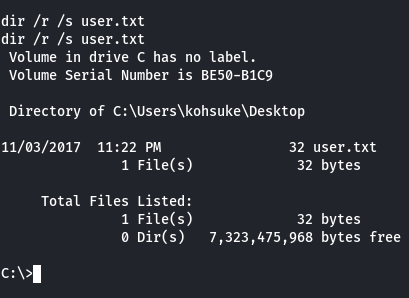 dir /r /s user.txt
dir /r /s user.txt
 Volume in drive C has no label.
 Volume Serial Number is BE50-B1C9
 Directory of C:\Users\kohsuke\Desktop
11/03/2017  11:22 PM                32 user.txt
               1 File(s)             32 bytes
     Total Files Listed:
               1 File(s)             32 bytes
               0 Dir(s)   7,323,475,968 bytes free
C:\>